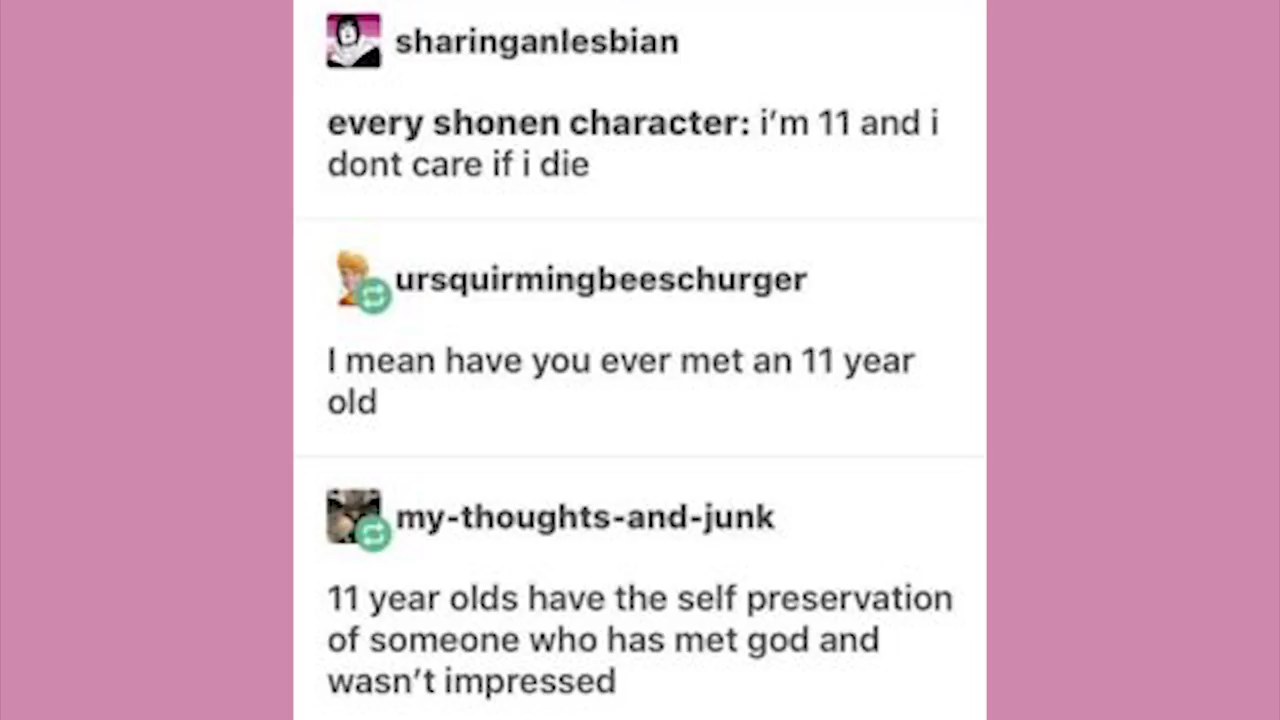 sharinganlesbian
every shonen character: i'm 11 and i
dont care if i die
ursquirmingbeeschurger
I mean have you ever met an 11 year
old
my-thoughts-and-junk
11 year olds have the self preservation
of someone who has met god and
wasn't impressed